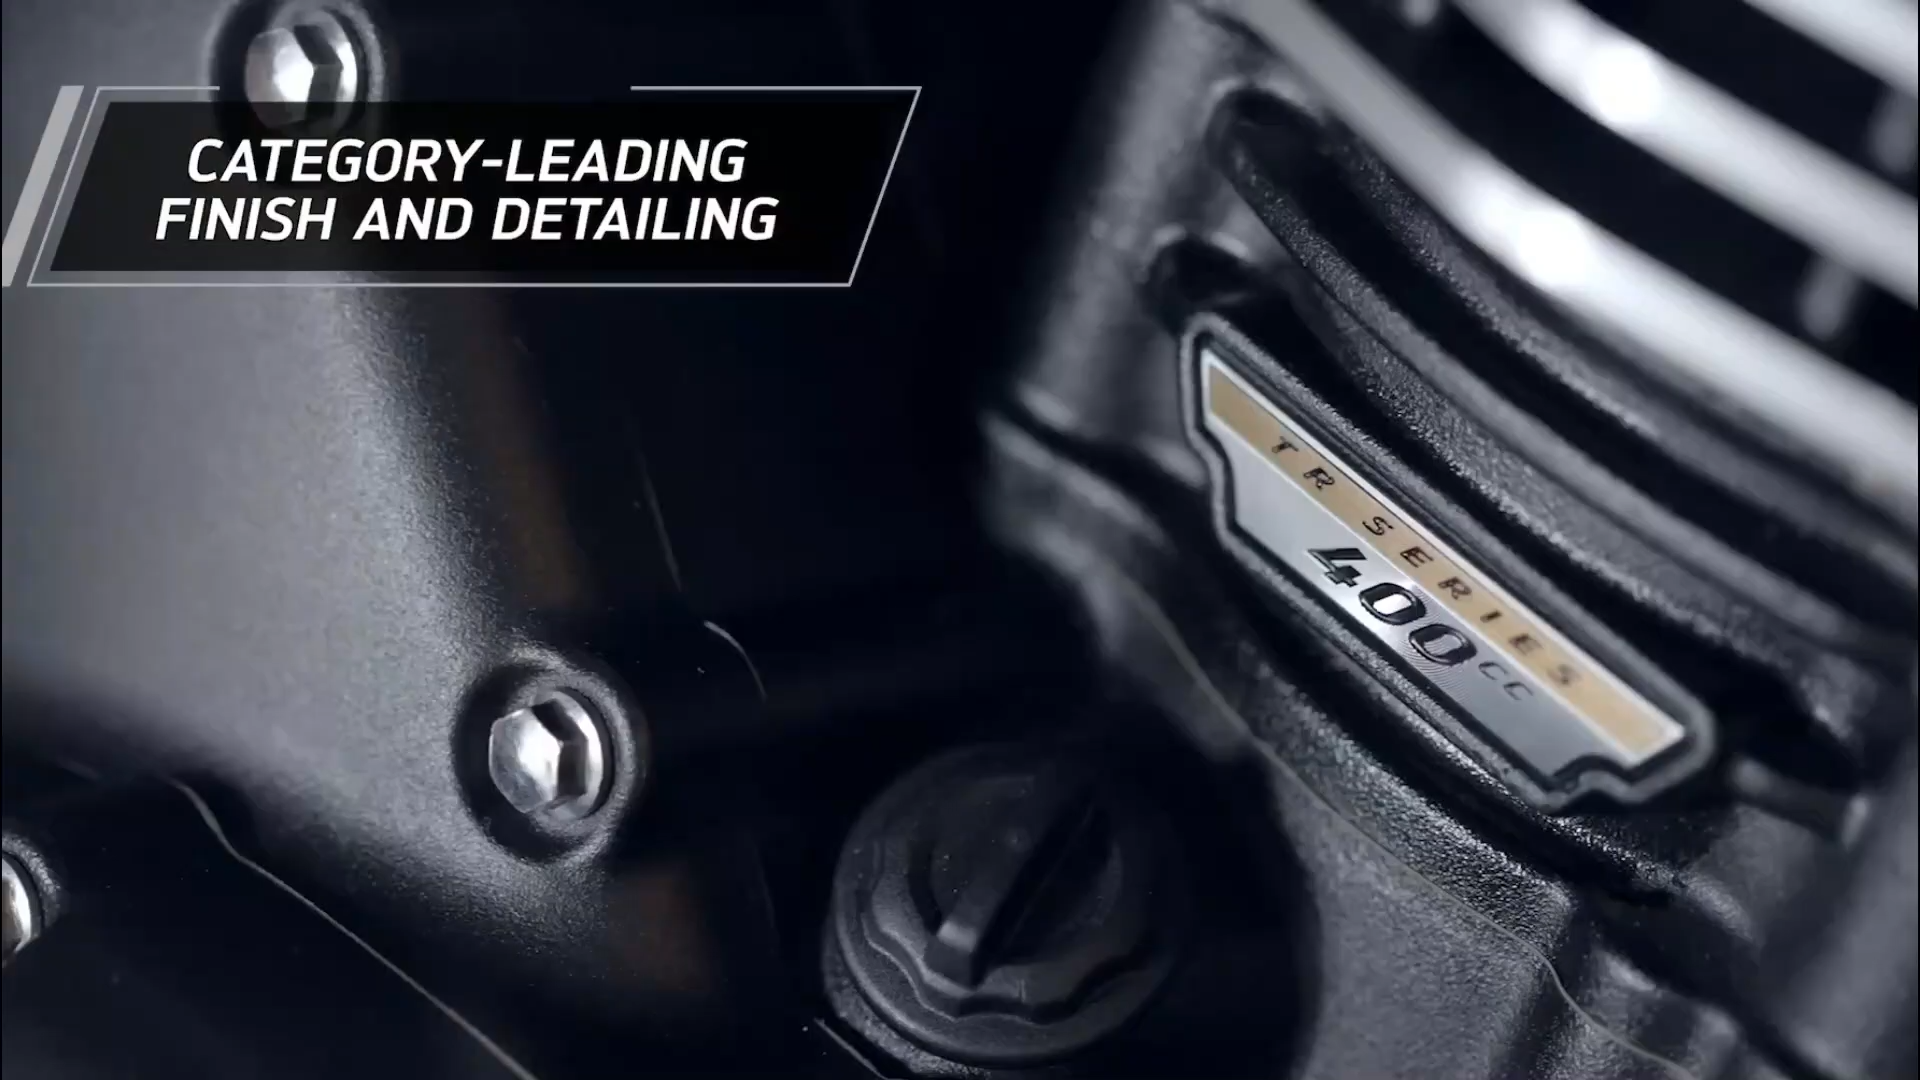 CATEGORY-LEADING
FINISH AND DETAILING
TR SERIES
400CC